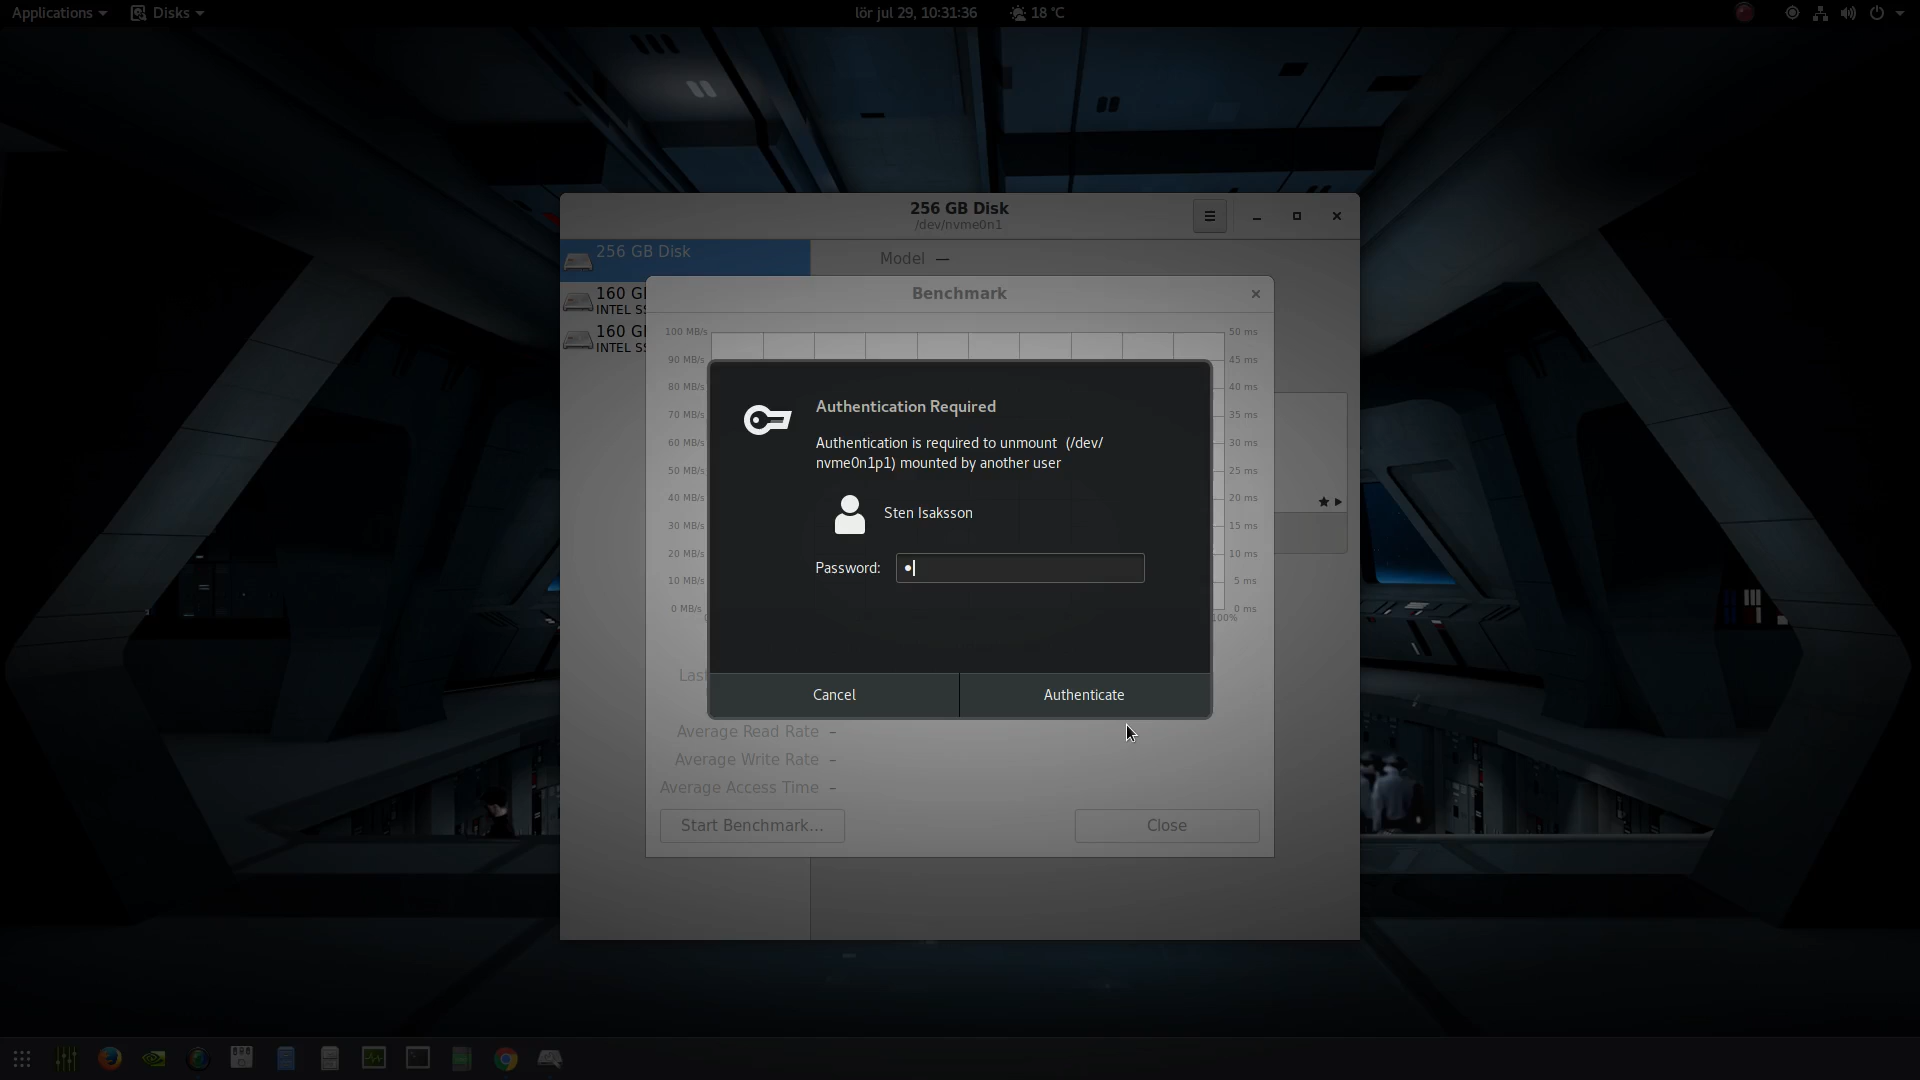 Applications
Disks
lör jul 29, 10:31:36
18 °C
256 GB Disk
/dev/nvme0n1
256 GB Disk
Model —
160 GB
INTEL SS
160 GB
INTEL SS
Benchmark
100 MB/s
50 ms
90 MB/s
45 ms
80 MB/s
40 ms
70 MB/s
35 ms
60 MB/s
30 ms
50 MB/s
25 ms
40 MB/s
20 ms
30 MB/s
15 ms
20 MB/s
10 ms
10 MB/s
5 ms
0 MB/s
0 ms
100%
Authentication Required
Authentication is required to unmount (/dev/
nvme0n1p1) mounted by another user
Sten Isaksson
Password:
Cancel
Authenticate
Las
Average Read Rate –
Average Write Rate –
Average Access Time –
Start Benchmark...
Close